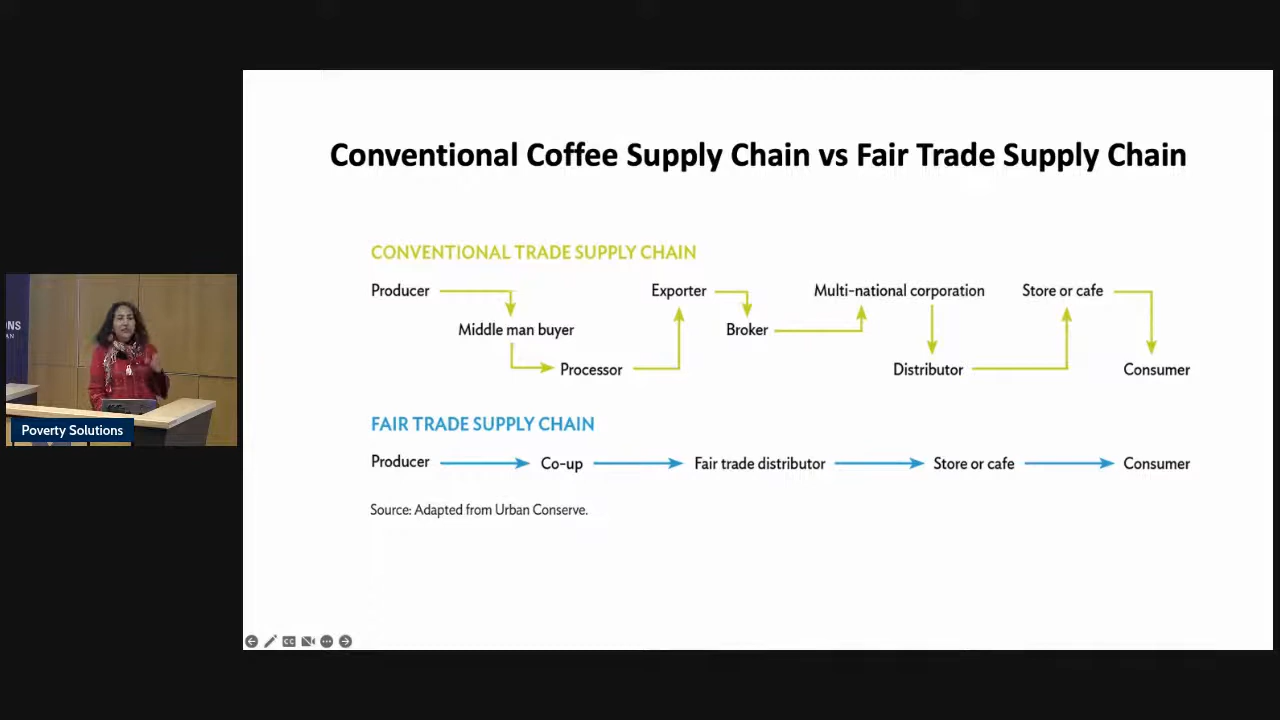 Conventional Coffee Supply Chain vs Fair Trade Supply Chain
CONVENTIONAL TRADE SUPPLY CHAIN
Producer
Exporter
Multi-national corporation
Store or cafe
Middle man buyer
Broker
Processor
Distributor
Consumer
FAIR TRADE SUPPLY CHAIN
Producer
Co-up
Fair trade distributor
Store or cafe
Consumer
Source: Adapted from Urban Conserve.
Poverty Solutions
CC